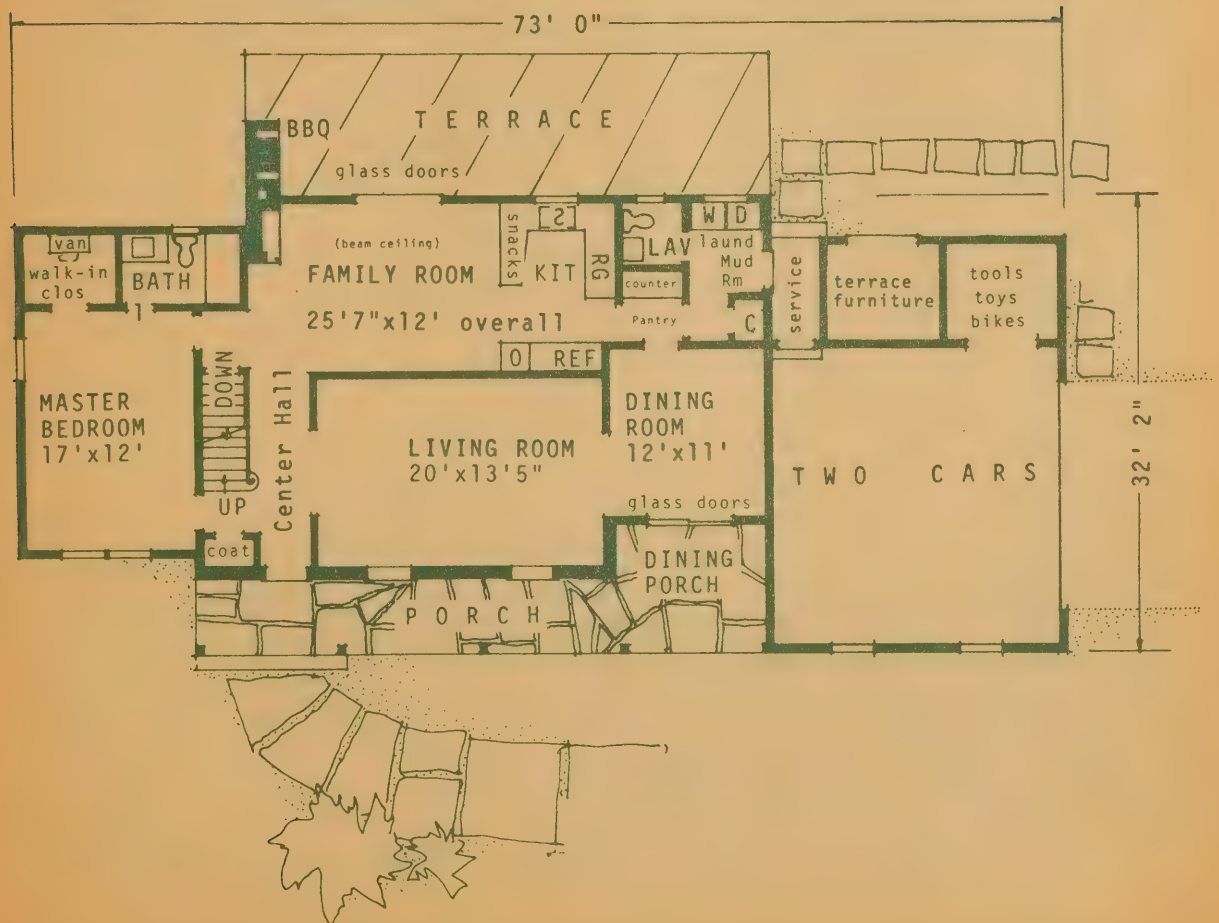 73' 0"
TERRACE
BBQ
glass doors
van
walk-in
clos
BATH
1
(beam ceiling)
FAMILY ROOM
25'7"x12' overall
snacks
KIT
RG
LAV
W D
laund
Mud
Rm
counter
Pantry
C
service
terrace
furniture
tools
toys
bikes
O REF
MASTER
BEDROOM
17'x12'
DOWN
UP
coat
Center Hall
LIVING ROOM
20'x13'5"
DINING
ROOM
12'x11'
glass doors
DINING
PORCH
PORCH
TWO CARS
32' 2"